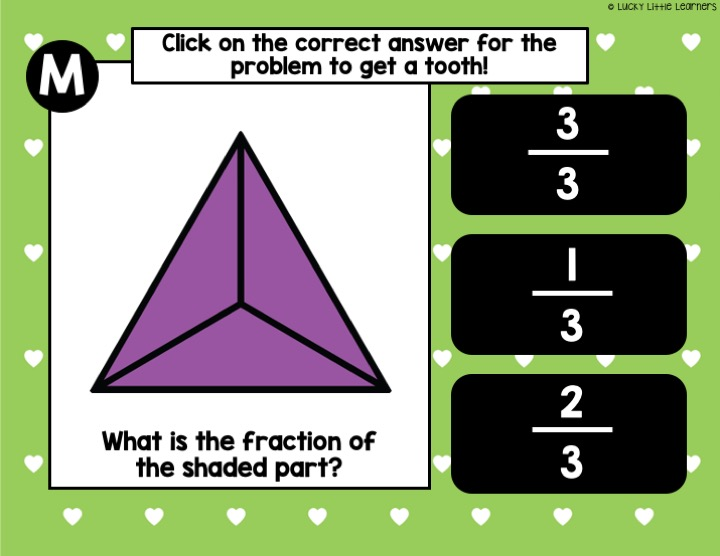 © Lucky Little Learners
Click on the correct answer for the
problem to get a tooth!
M
What is the fraction of
the shaded part?
3
3
1
3
2
3